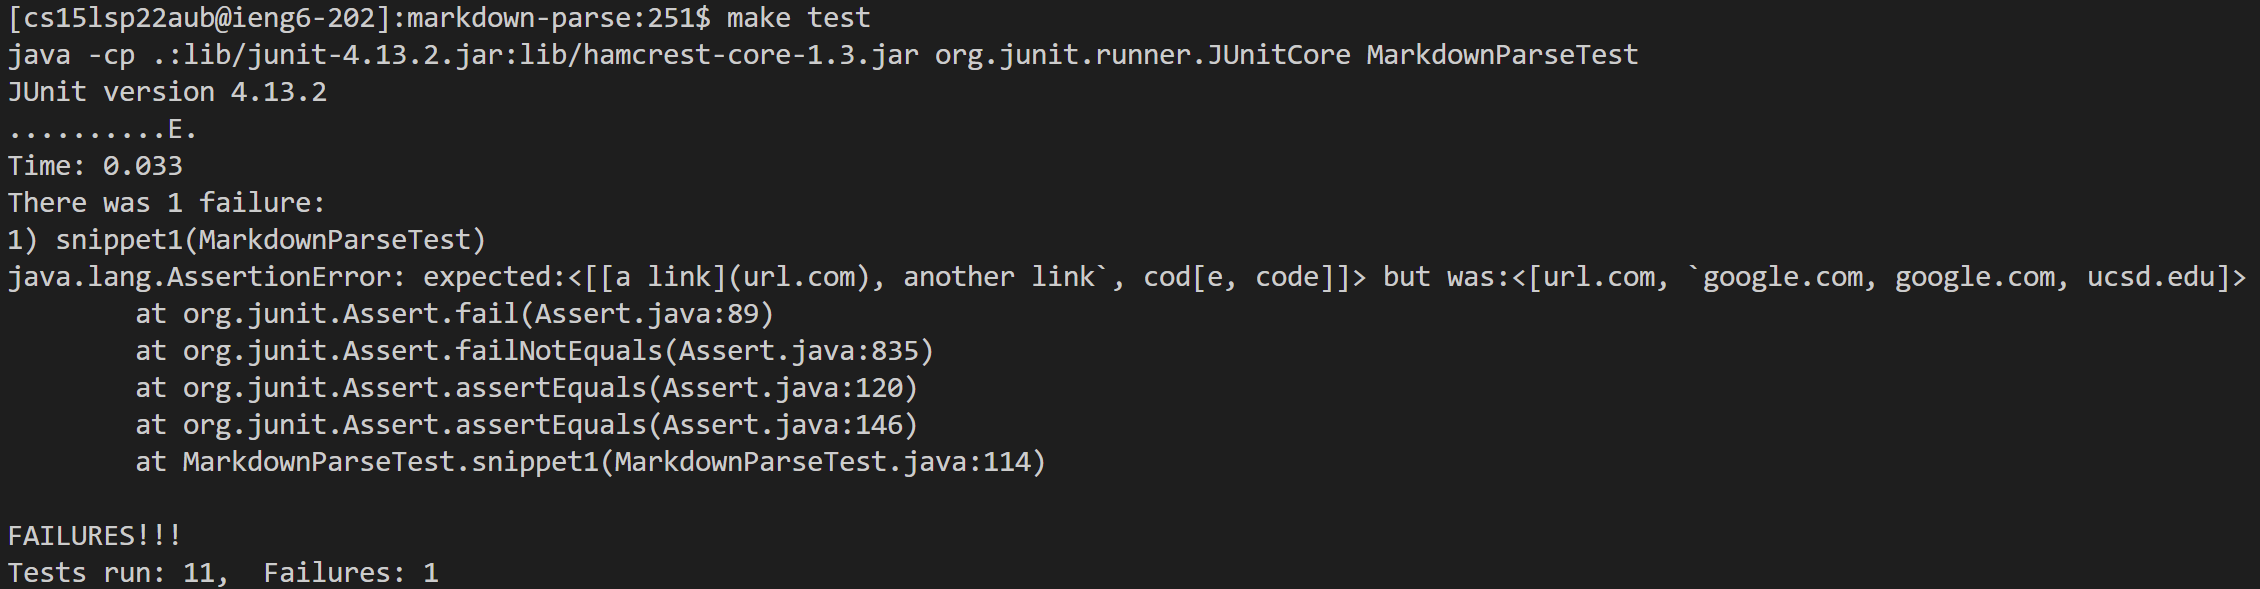 [cs15lsp22aub@ieng6-202]:markdown-parse:251$ make test
java -cp .:lib/junit-4.13.2.jar:lib/hamcrest-core-1.3.jar org.junit.runner.JUnitCore MarkdownParseTest
JUnit version 4.13.2
..........E.
Time: 0.033
There was 1 failure:
1) snippet1(MarkdownParseTest)
java.lang.AssertionError: expected:<[[a link](url.com), another link`, cod[e, code]]> but was:<[url.com, `google.com, google.com, ucsd.edu]>
        at org.junit.Assert.fail(Assert.java:89)
        at org.junit.Assert.failNotEquals(Assert.java:835)
        at org.junit.Assert.assertEquals(Assert.java:120)
        at org.junit.Assert.assertEquals(Assert.java:146)
        at MarkdownParseTest.snippet1(MarkdownParseTest.java:114)

FAILURES!!!
Tests run: 11,  Failures: 1